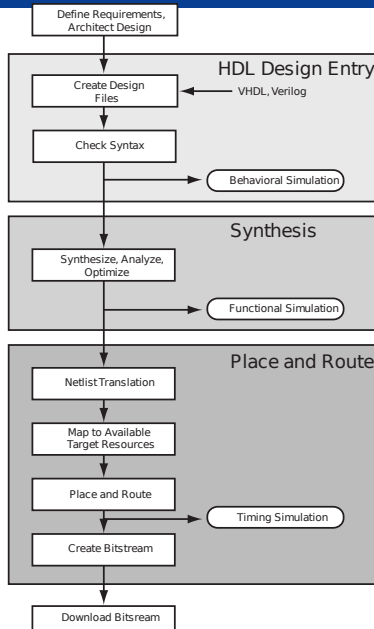 Define Requirements,
Architect Design
HDL Design Entry
Create Design
Files
VHDL, Verilog
Check Syntax
Behavioral Simulation
Synthesis
Synthesize, Analyze,
Optimize
Functional Simulation
Place and Route
Netlist Translation
Map to Available
Target Resources
Place and Route
Timing Simulation
Create Bitstream
Download Bitsream